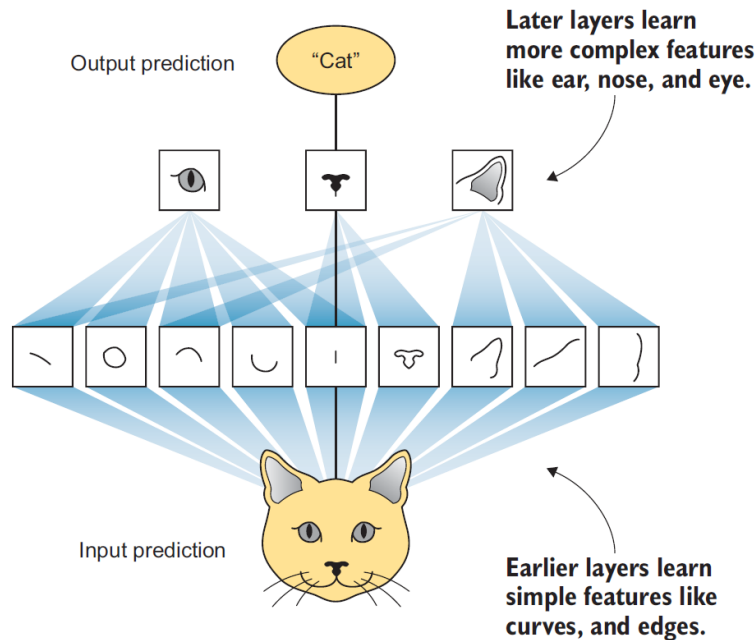 Later layers learn
more complex features
like ear, nose, and eye.
Output prediction
“Cat”
Input prediction
Earlier layers learn
simple features like
curves, and edges.